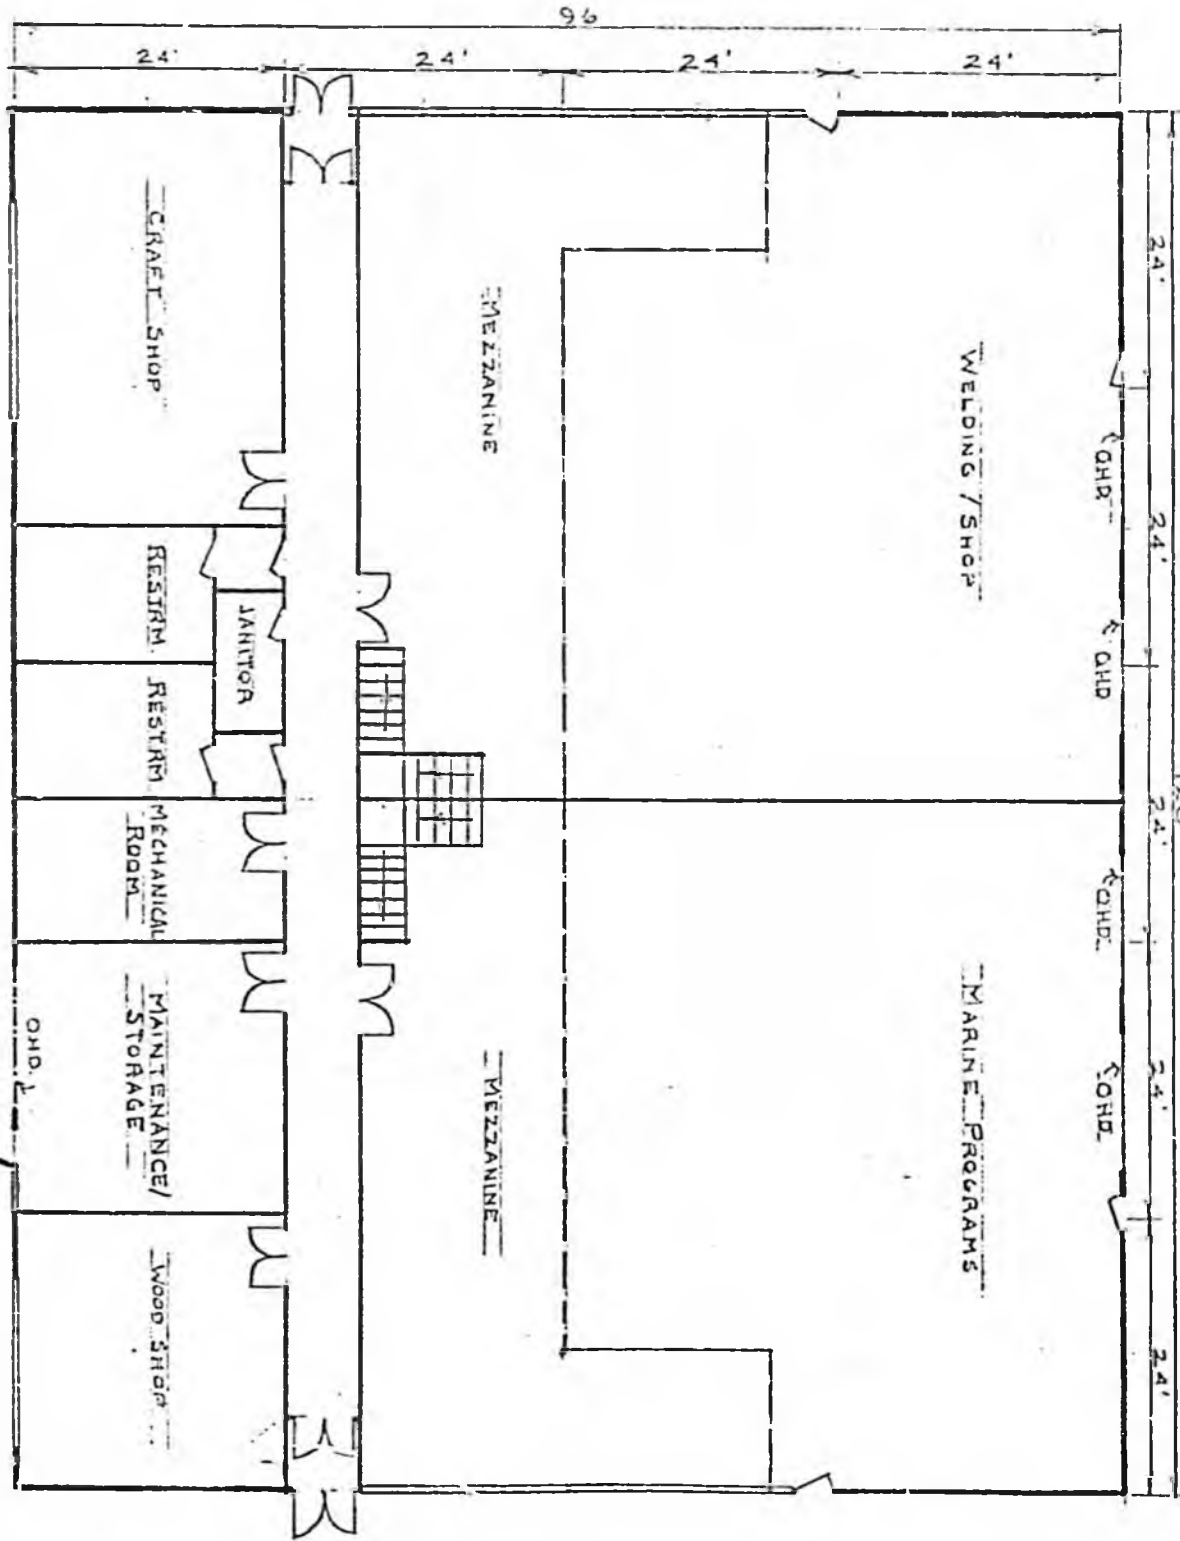 96
24'
24'
24'
24'
CRAFT SHOP
MEZZANINE
WELDING / SHOP
24'
OHD
24'
OHD
RESTRM.
JANITOR
RESTRM
MECHANICAL
ROOM
24'
OHD
MAINTENANCE/
STORAGE
OHD.
MEZZANINE
MARINE PROGRAMS
24'
OHD
WOOD SHOP
24'